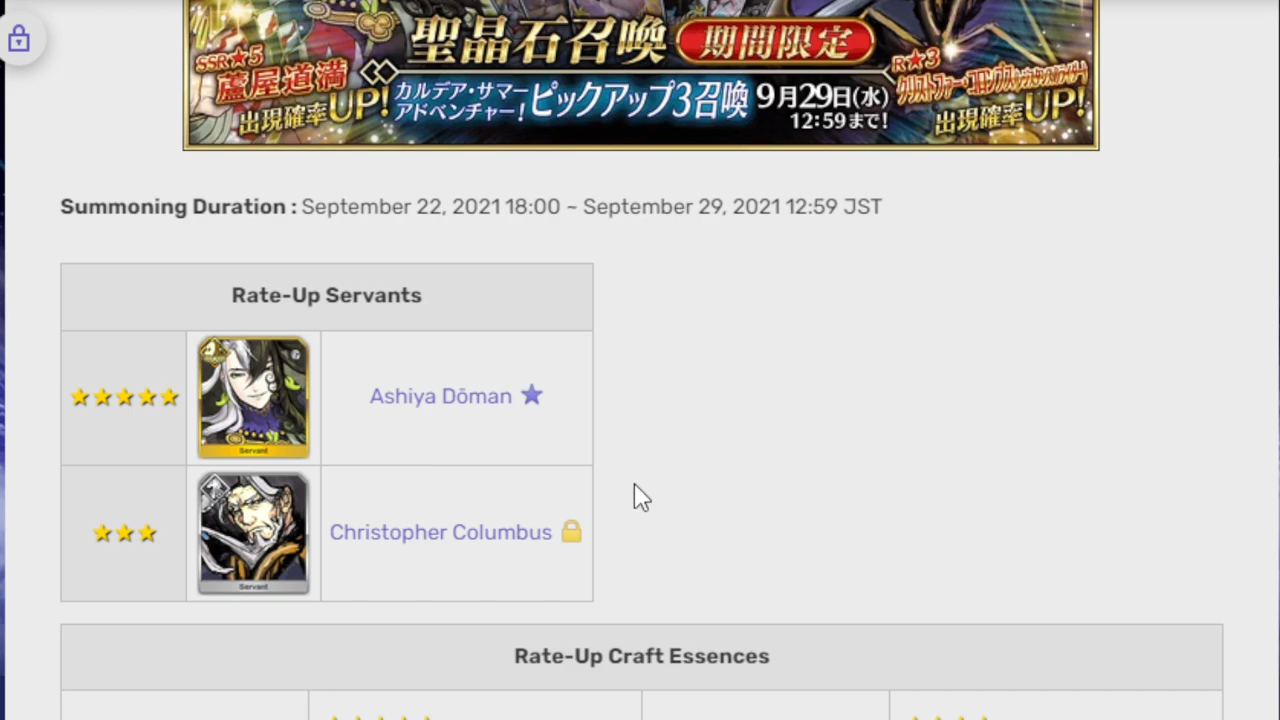 聖晶石召喚 期間限定
SSR★5
蘆屋道満
出現確率UP!
カルデア・サマー
アドベンチャー!
ピックアップ3召喚
9月29日(水)
12:59まで!
R★3
出現確率UP!
Summoning Duration : September 22, 2021 18:00 ~ September 29, 2021 12:59 JST
Rate-Up Servants
Servant
Ashiya Dōman
Servant
Christopher Columbus
Rate-Up Craft Essences